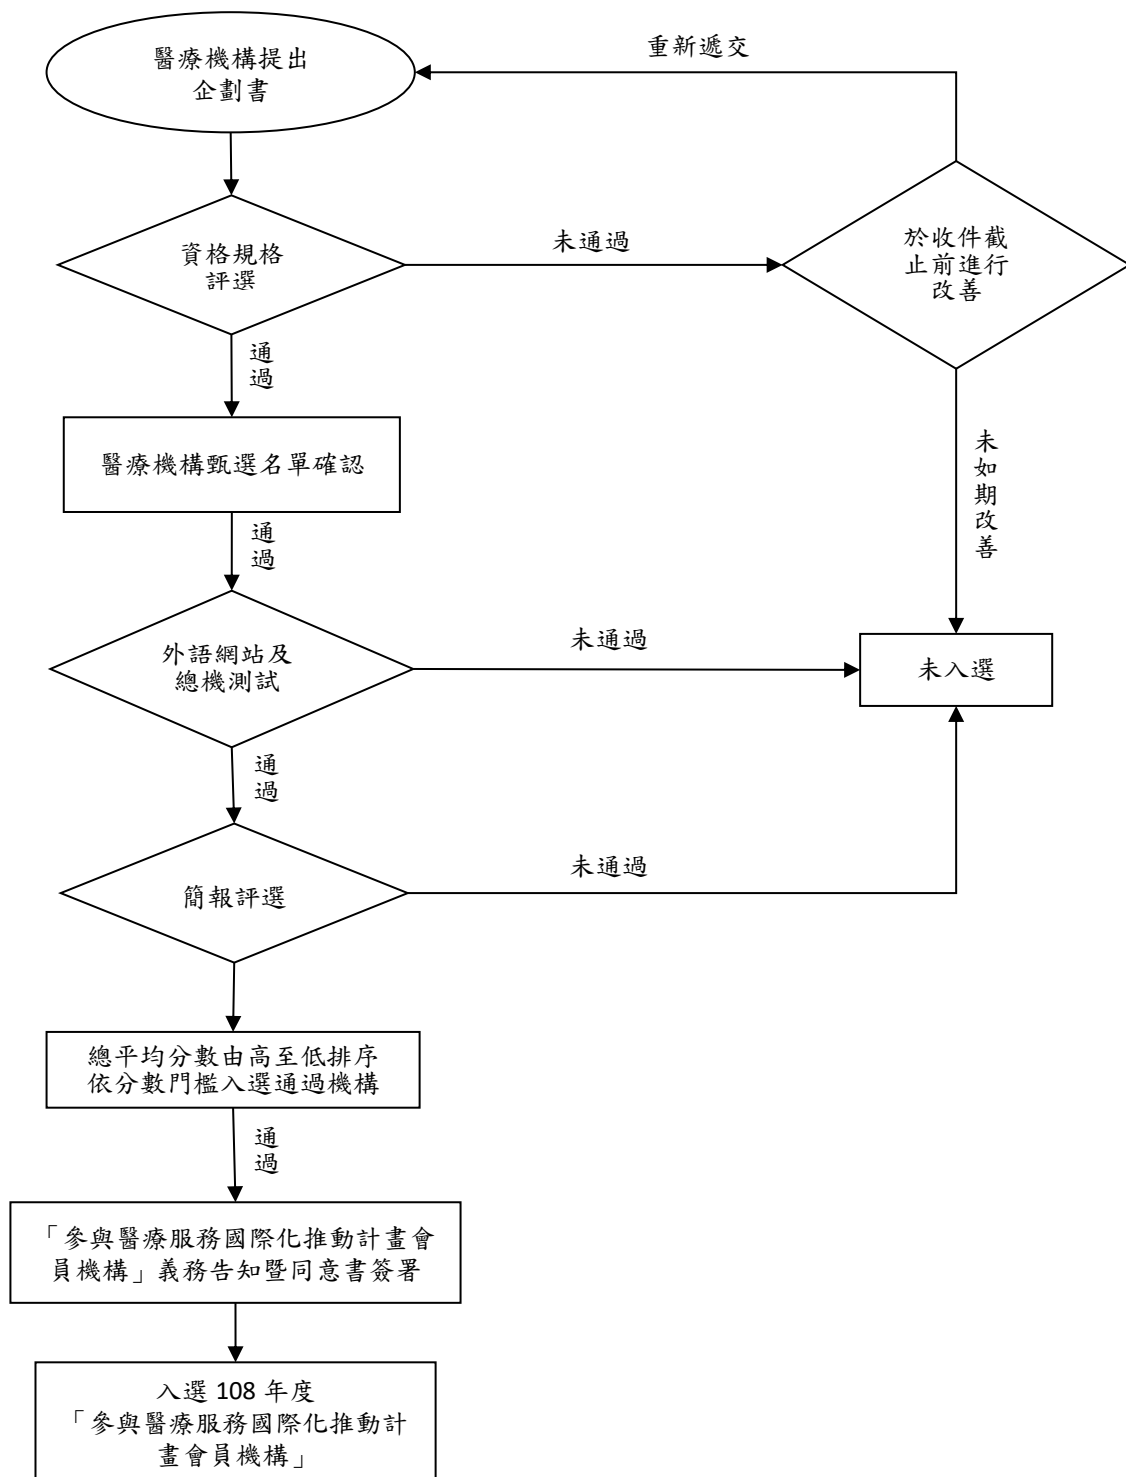 醫療機構提出
企劃書
重新遞交
資格規格
評選
未通過
於收件截
止前進行
改善
通過
醫療機構甄選名單確認
未如期改善
通過
外語網站及
總機測試
未通過
未入選
通過
簡報評選
未通過
總平均分數由高至低排序
依分數門檻入選通過機構
通過
「參與醫療服務國際化推動計畫會
員機構」義務告知暨同意書簽署
入選 108 年度
「參與醫療服務國際化推動計
畫會員機構」